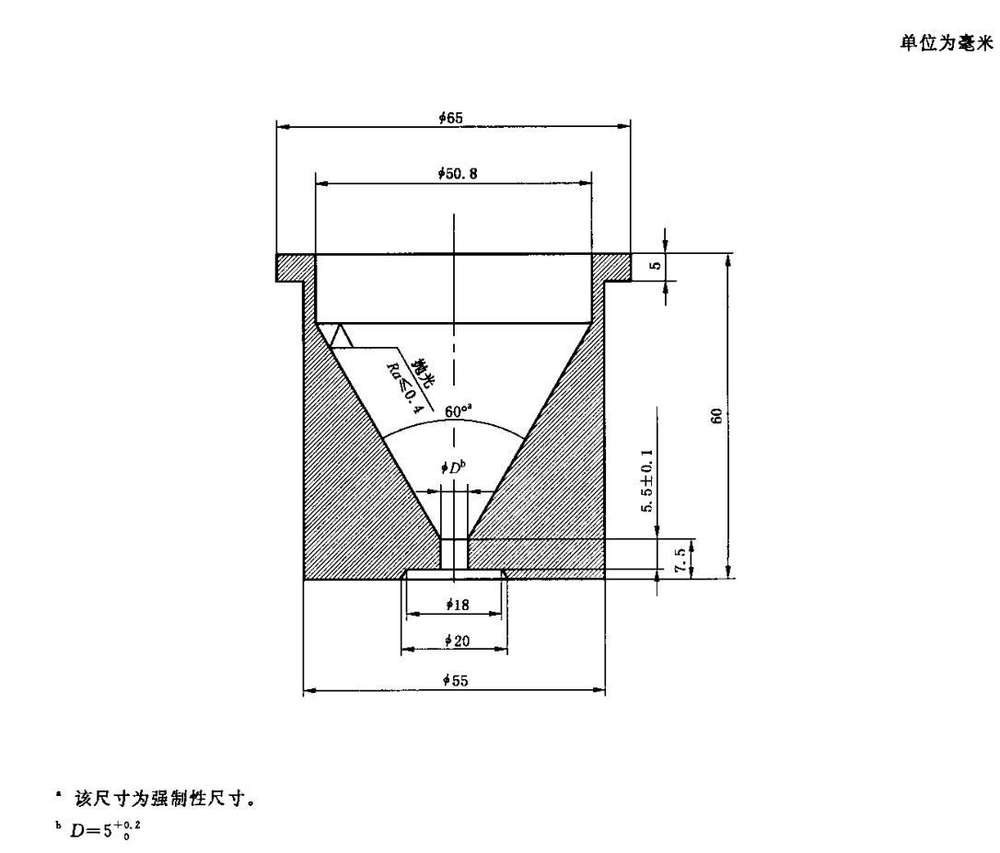 单位为毫米
ϕ65
ϕ50.8
5
抛光
Ra≤0.4
60°ᵃ
60
ϕDᵇ
5.5±0.1
7.5
ϕ18
ϕ20
ϕ55
ᵃ 该尺寸为强制性尺寸。
ᵇ D=5⁺⁰·²₀